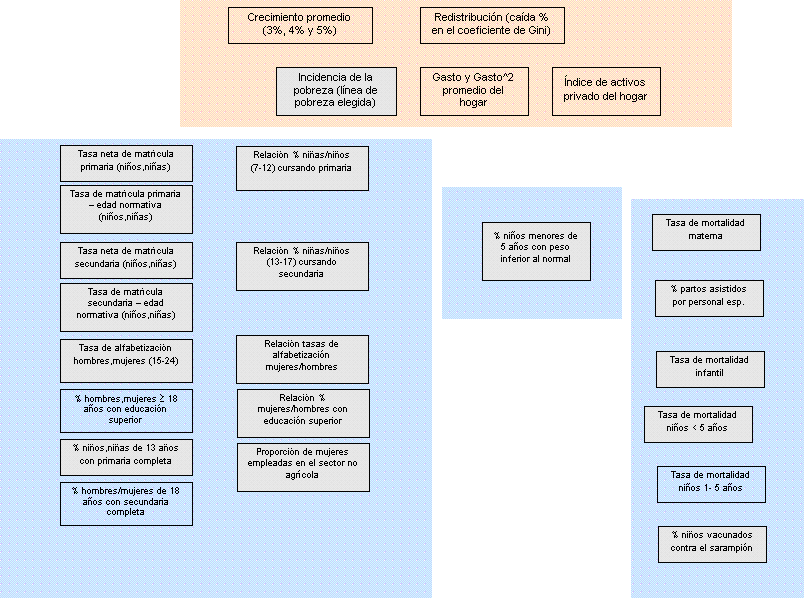 Crecimiento promedio
(3%, 4% y 5%)
Redistribución (caída %
en el coeficiente de Gini)
Incidencia de la
pobreza (línea de
pobreza elegida)
Gasto y Gasto^2
promedio del
hogar
Índice de activos
privado del hogar
Tasa neta de matrícula
primaria (niños,niñas)
Tasa de matrícula primaria
– edad normativa
(niños,niñas)
Tasa neta de matrícula
secundaria (niños,niñas)
Tasa de matrícula
secundaria – edad
normativa (niños,niñas)
Tasa de alfabetización
hombres,mujeres (15-24)
% hombres,mujeres ≥ 18
años con educación
superior
% niños,niñas de 13 años
con primaria completa
% hombres/mujeres de 18
años con secundaria
completa
Relación % niñas/niños
(7-12) cursando primaria
Relación % niñas/niños
(13-17) cursando
secundaria
Relación tasas de
alfabetización
mujeres/hombres
Relación %
mujeres/hombres con
educación superior
Proporción de mujeres
empleadas en el sector no
agrícola
% niños menores de
5 años con peso
inferior al normal
Tasa de mortalidad
materna
% partos asistidos
por personal esp.
Tasa de mortalidad
infantil
Tasa de mortalidad
niños < 5 años
Tasa de mortalidad
niños 1- 5 años
% niños vacunados
contra el sarampión